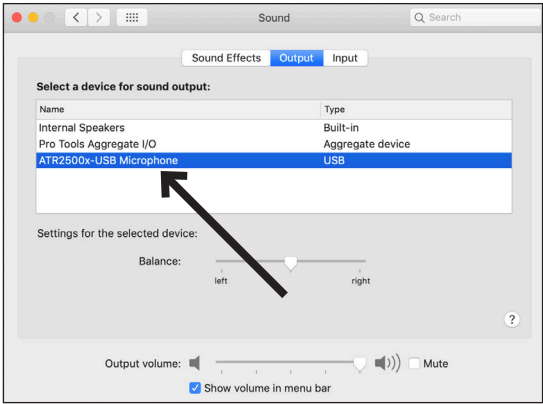 Sound
Search
Sound Effects Output Input
Select a device for sound output:
Name Type
Internal Speakers Built-in
Pro Tools Aggregate I/O Aggregate device
ATR2500x-USB Microphone USB
Settings for the selected device:
Balance:
left right
?
Output volume: Mute
Show volume in menu bar